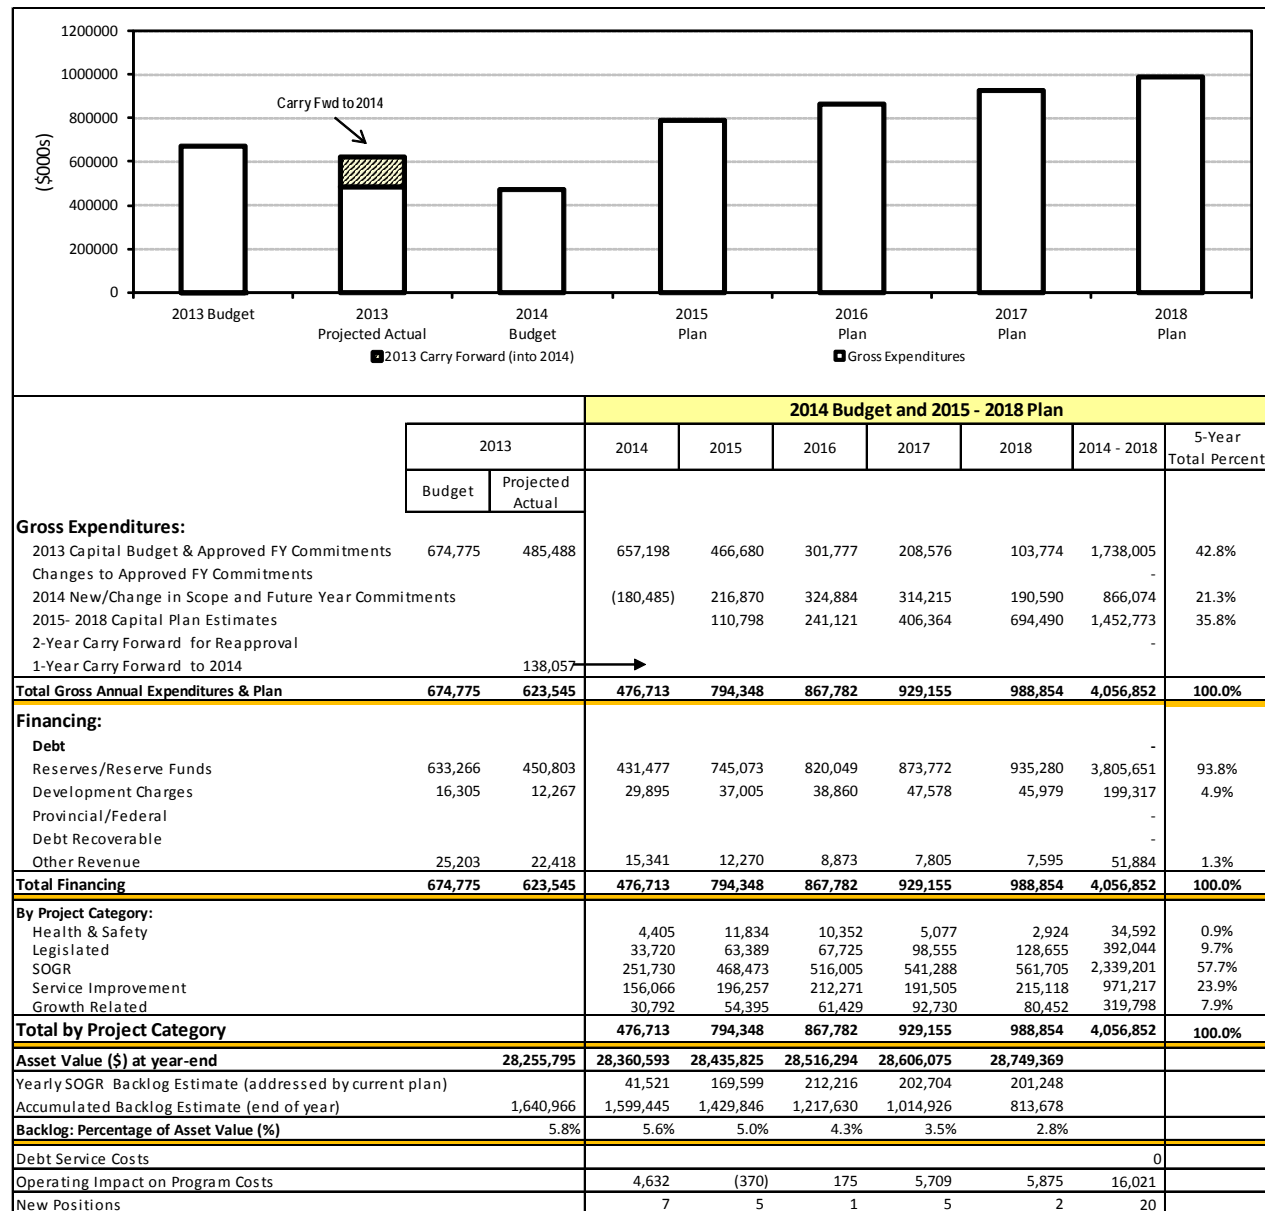 1200000
1000000
800000
600000
400000
200000
0
($000s)
Carry Fwd to 2014
2013 Budget 2013 2014 2015 2016 2017 2018
Projected Actual Budget Plan Plan Plan Plan
2013 Carry Forward (into 2014) Gross Expenditures
2014 Budget and 2015 - 2018 Plan
2013 2014 2015 2016 2017 2018 2014 - 2018 5-Year
Total Percent
Budget Projected
Actual
Gross Expenditures:
2013 Capital Budget & Approved FY Commitments 674,775 485,488 657,198 466,680 301,777 208,576 103,774 1,738,005 42.8%
Changes to Approved FY Commitments -
2014 New/Change in Scope and Future Year Commitments (180,485) 216,870 324,884 314,215 190,590 866,074 21.3%
2015- 2018 Capital Plan Estimates 110,798 241,121 406,364 694,490 1,452,773 35.8%
2-Year Carry Forward for Reapproval -
1-Year Carry Forward to 2014 138,057
Total Gross Annual Expenditures & Plan 674,775 623,545 476,713 794,348 867,782 929,155 988,854 4,056,852 100.0%
Financing:
Debt -
Reserves/Reserve Funds 633,266 450,803 431,477 745,073 820,049 873,772 935,280 3,805,651 93.8%
Development Charges 16,305 12,267 29,895 37,005 38,860 47,578 45,979 199,317 4.9%
Provincial/Federal -
Debt Recoverable -
Other Revenue 25,203 22,418 15,341 12,270 8,873 7,805 7,595 51,884 1.3%
Total Financing 674,775 623,545 476,713 794,348 867,782 929,155 988,854 4,056,852 100.0%
By Project Category:
Health & Safety 4,405 11,834 10,352 5,077 2,924 34,592 0.9%
Legislated 33,720 63,389 67,725 98,555 128,655 392,044 9.7%
SOGR 251,730 468,473 516,005 541,288 561,705 2,339,201 57.7%
Service Improvement 156,066 196,257 212,271 191,505 215,118 971,217 23.9%
Growth Related 30,792 54,395 61,429 92,730 80,452 319,798 7.9%
Total by Project Category 476,713 794,348 867,782 929,155 988,854 4,056,852 100.0%
Asset Value ($) at year-end 28,255,795 28,360,593 28,435,825 28,516,294 28,606,075 28,749,369
Yearly SOGR Backlog Estimate (addressed by current plan) 41,521 169,599 212,216 202,704 201,248
Accumulated Backlog Estimate (end of year) 1,640,966 1,599,445 1,429,846 1,217,630 1,014,926 813,678
Backlog: Percentage of Asset Value (%) 5.8% 5.6% 5.0% 4.3% 3.5% 2.8%
Debt Service Costs 0
Operating Impact on Program Costs 4,632 (370) 175 5,709 5,875 16,021
New Positions 7 5 1 5 2 20